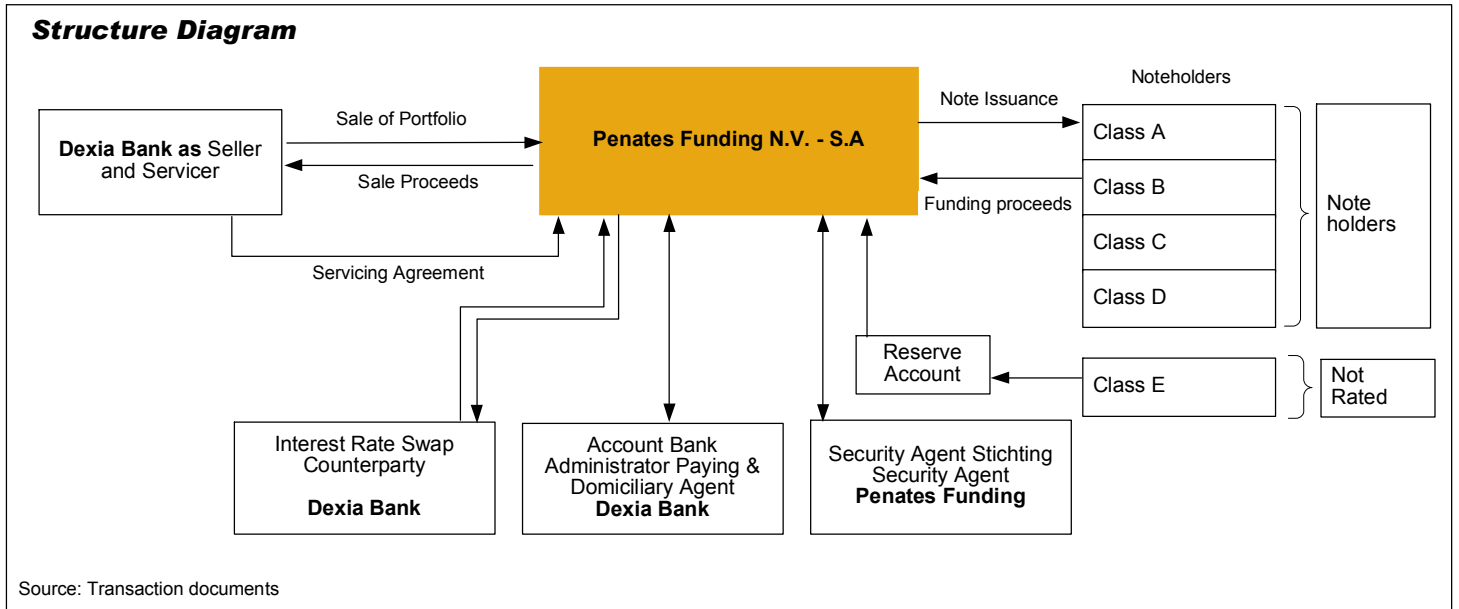 Structure Diagram
Noteholders
Sale of Portfolio
Note Issuance
Dexia Bank as Seller
and Servicer
Penates Funding N.V. - S.A
Class A
Class B
Class C
Class D
Note
holders
Sale Proceeds
Funding proceeds
Servicing Agreement
Reserve
Account
Class E
Not
Rated
Interest Rate Swap
Counterparty
Dexia Bank
Account Bank
Administrator Paying &
Domiciliary Agent
Dexia Bank
Security Agent Stichting
Security Agent
Penates Funding
Source: Transaction documents